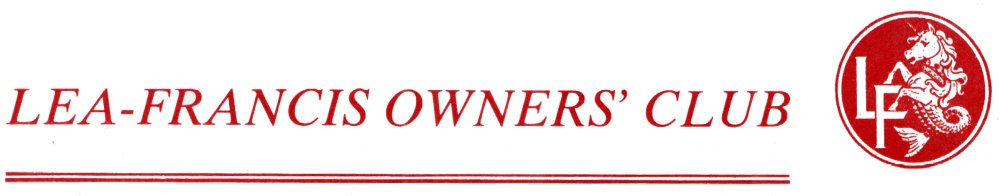 LEA-FRANCIS OWNERS' CLUB
LF